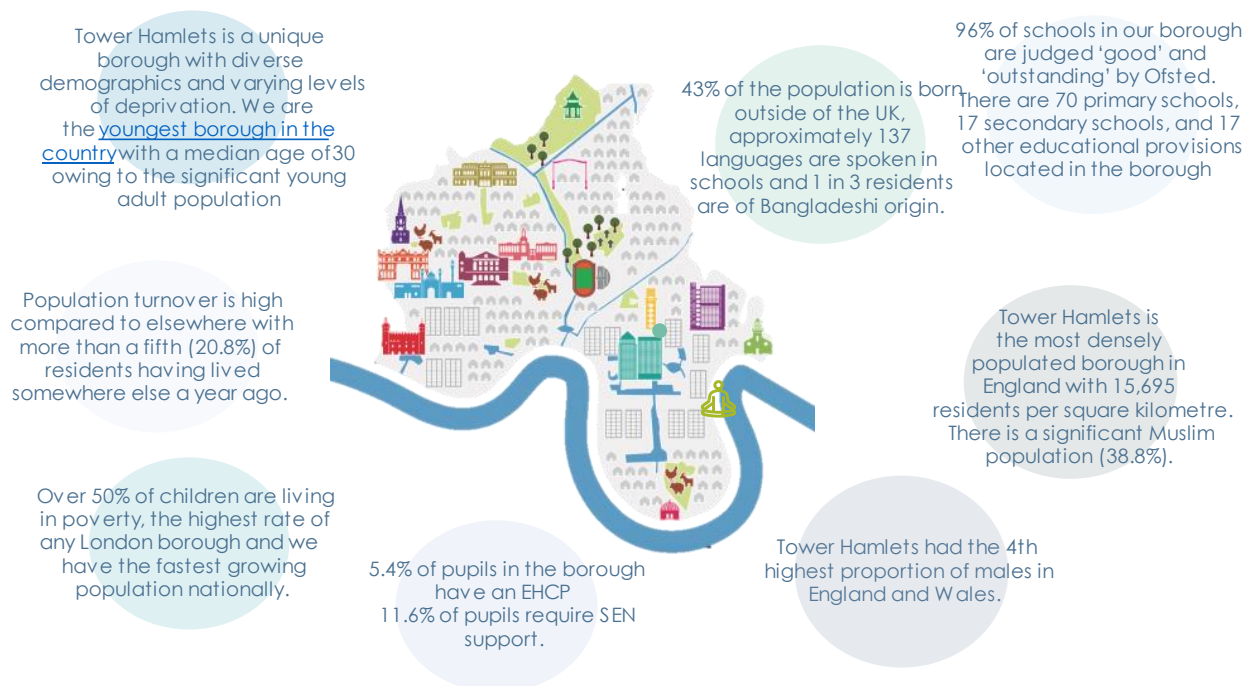 Tower Hamlets is a unique
borough with diverse
demographics and varying levels
of deprivation. We are
the youngest borough in the
country with a median age of 30
owing to the significant young
adult population
43% of the population is born
outside of the UK,
approximately 137
languages are spoken in
schools and 1 in 3 residents
are of Bangladeshi origin.
96% of schools in our borough
are judged ‘good’ and
‘outstanding’ by Ofsted.
There are 70 primary schools,
17 secondary schools, and 17
other educational provisions
located in the borough
Population turnover is high
compared to elsewhere with
more than a fifth (20.8%) of
residents having lived
somewhere else a year ago.
Tower Hamlets is
the most densely
populated borough in
England with 15,695
residents per square kilometre.
There is a significant Muslim
population (38.8%).
Over 50% of children are living
in poverty, the highest rate of
any London borough and we
have the fastest growing
population nationally.
5.4% of pupils in the borough
have an EHCP
11.6% of pupils require SEN
support.
Tower Hamlets had the 4th
highest proportion of males in
England and Wales.